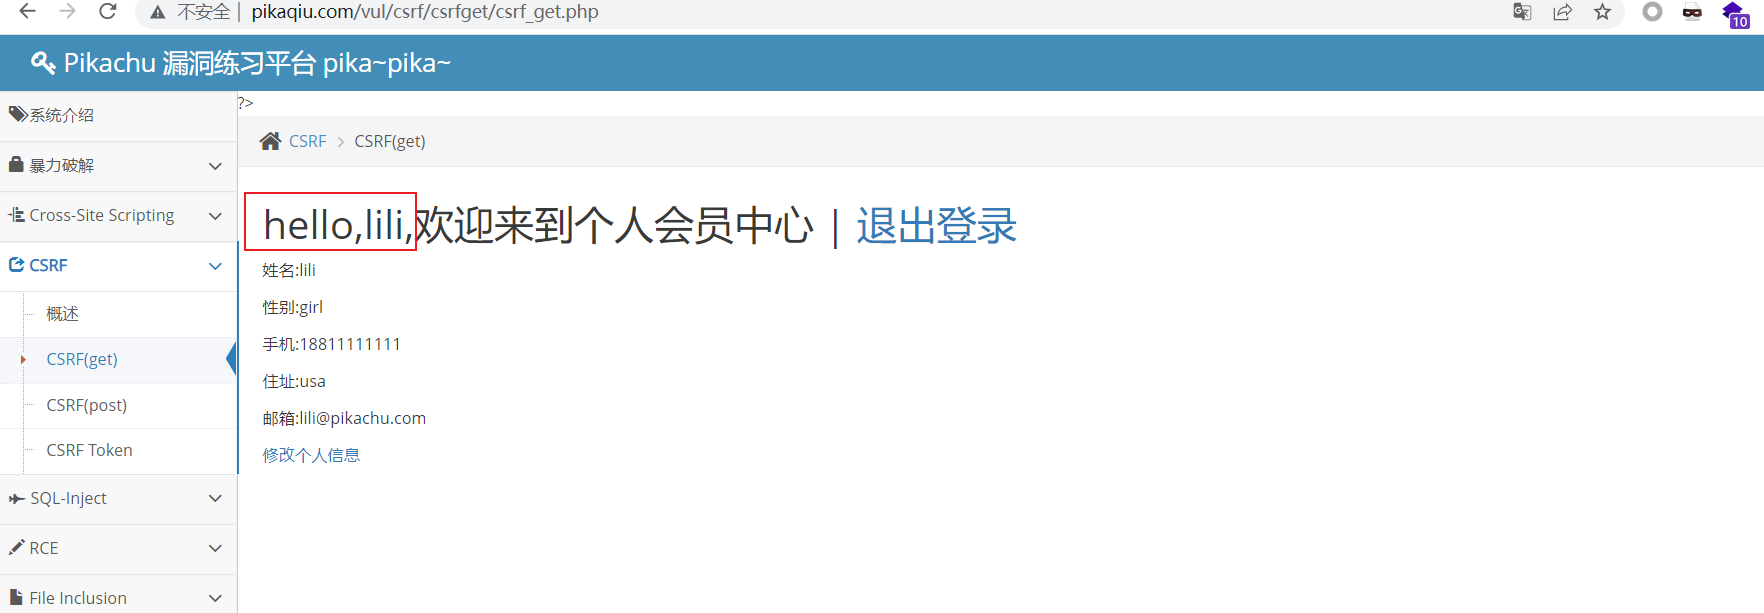 不安全 | pikaqiu.com/vul/csrf/csrfget/csrf_get.php
10
Pikachu 漏洞练习平台 pika~pika~
系统介绍
暴力破解
Cross-Site Scripting
CSRF
概述
CSRF(get)
CSRF(post)
CSRF Token
SQL-Inject
RCE
File Inclusion
?>
CSRF > CSRF(get)
hello,lili,欢迎来到个人会员中心 | 退出登录
姓名:lili
性别:girl
手机:18811111111
住址:usa
邮箱:lili@pikachu.com
修改个人信息